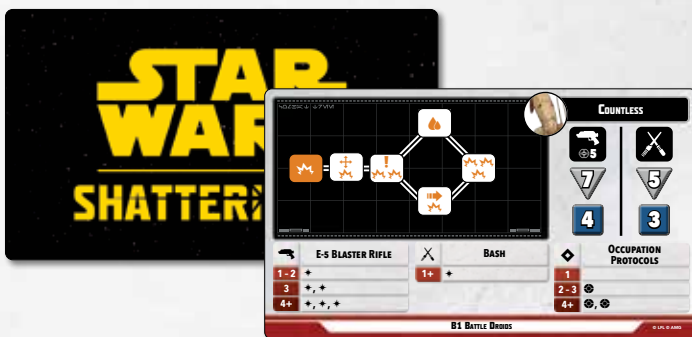 STAR
WAR
SHATTER
COUNTLESS
5
7
5
4
3
E-5 BLASTER RIFLE
BASH
OCCUPATION
PROTOCOLS
1-2
1+
1
3
2-3
4+
4+
B1 BATTLE DROIDS
© LFL © AMG